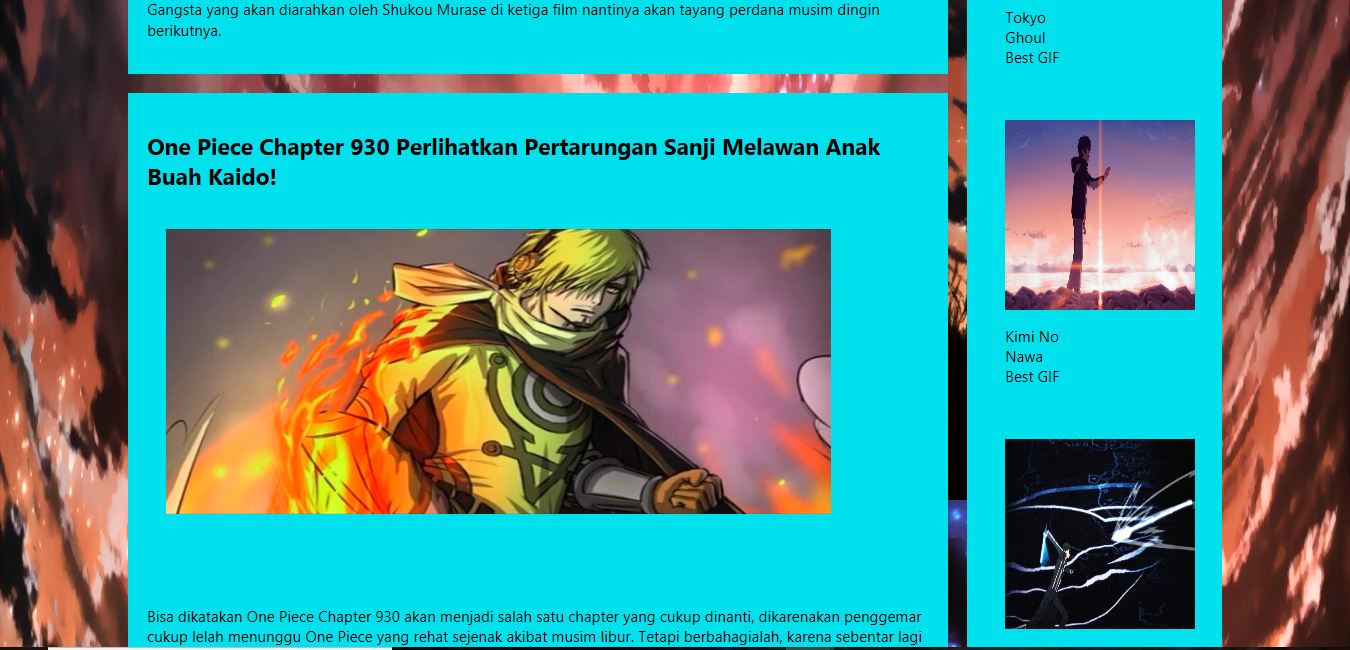 Gangsta yang akan diarahkan oleh Shukou Murase di ketiga film nantinya akan tayang perdana musim dingin
berikutnya.
One Piece Chapter 930 Perlihatkan Pertarungan Sanji Melawan Anak
Buah Kaido!
Bisa dikatakan One Piece Chapter 930 akan menjadi salah satu chapter yang cukup dinanti, dikarenakan penggemar
cukup lelah menunggu One Piece yang rehat sejenak akibat musim libur. Tetapi berbahagialah, karena sebentar lagi
Tokyo
Ghoul
Best GIF
Kimi No
Nawa
Best GIF